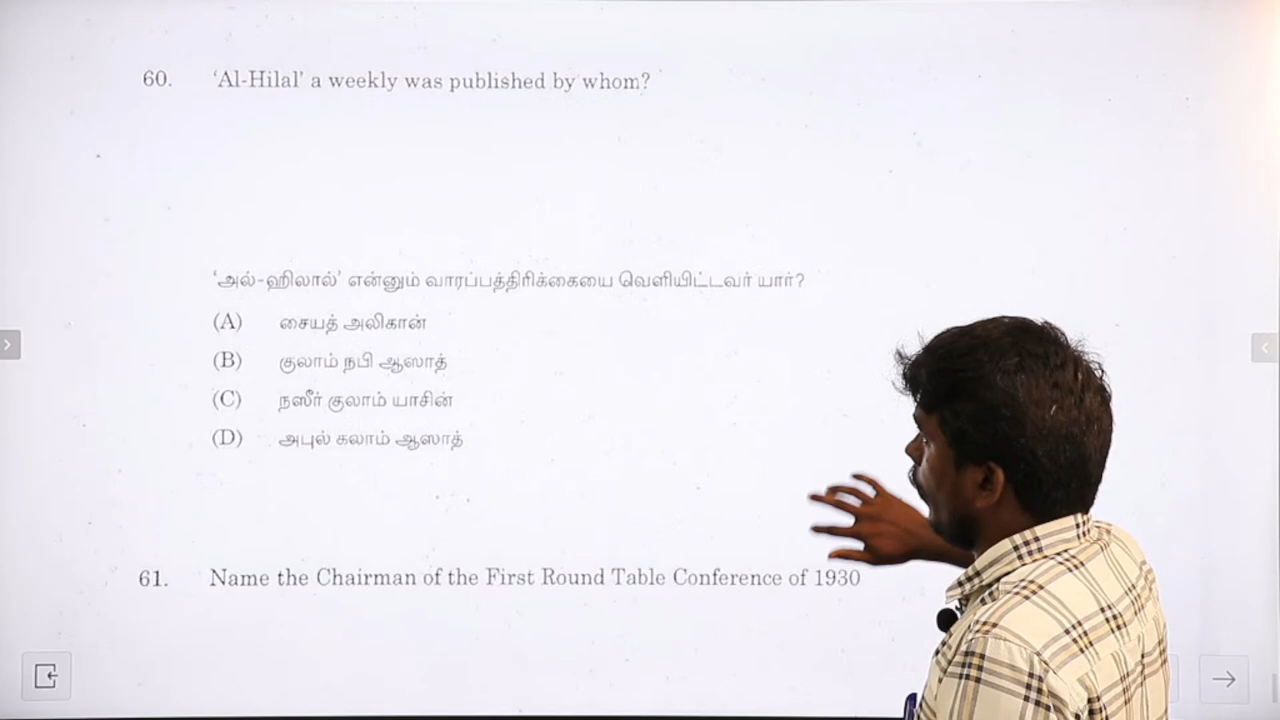 60. 'Al-Hilal' a weekly was published by whom?
'அல்-ஹிலால்' என்னும் வாரப்பத்திரிக்கையை வெளியிட்டவர் யார்?
(A) சையத் அலிகான்
(B) குலாம் நபி ஆஸாத்
(C) நஸீர் குலாம் யாசின்
(D) அபுல் கலாம் ஆஸாத்
61. Name the Chairman of the First Round Table Conference of 1930